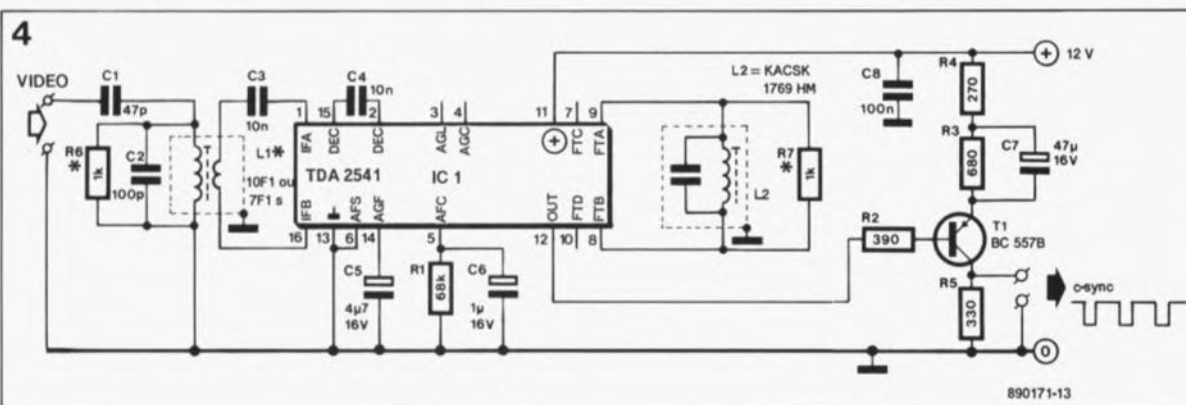 4
VIDEO
C1
47p
R6
*
1k
C2
100p
C3
10n
L1*
10F1 ou
7F1 s
C4
10n
1
15
2
3
4
11
7
9
IFA
DEC
DEC
AGL
AGC
+
FTC
FTA
TDA 2541
IC 1
IFB
AFS
AGF
AFC
OUT
FTD
FTB
16
13
6
14
5
12
10
8
C5
4µ7
16V
R1
68k
C6
1µ
16V
L2 = KACSK
1769 HM
L2
R7
*
1k
C8
100n
R4
270
R3
680
C7
47µ
16V
R2
390
T1
BC 557B
R5
330
+
12 V
c-sync
0
890171-13